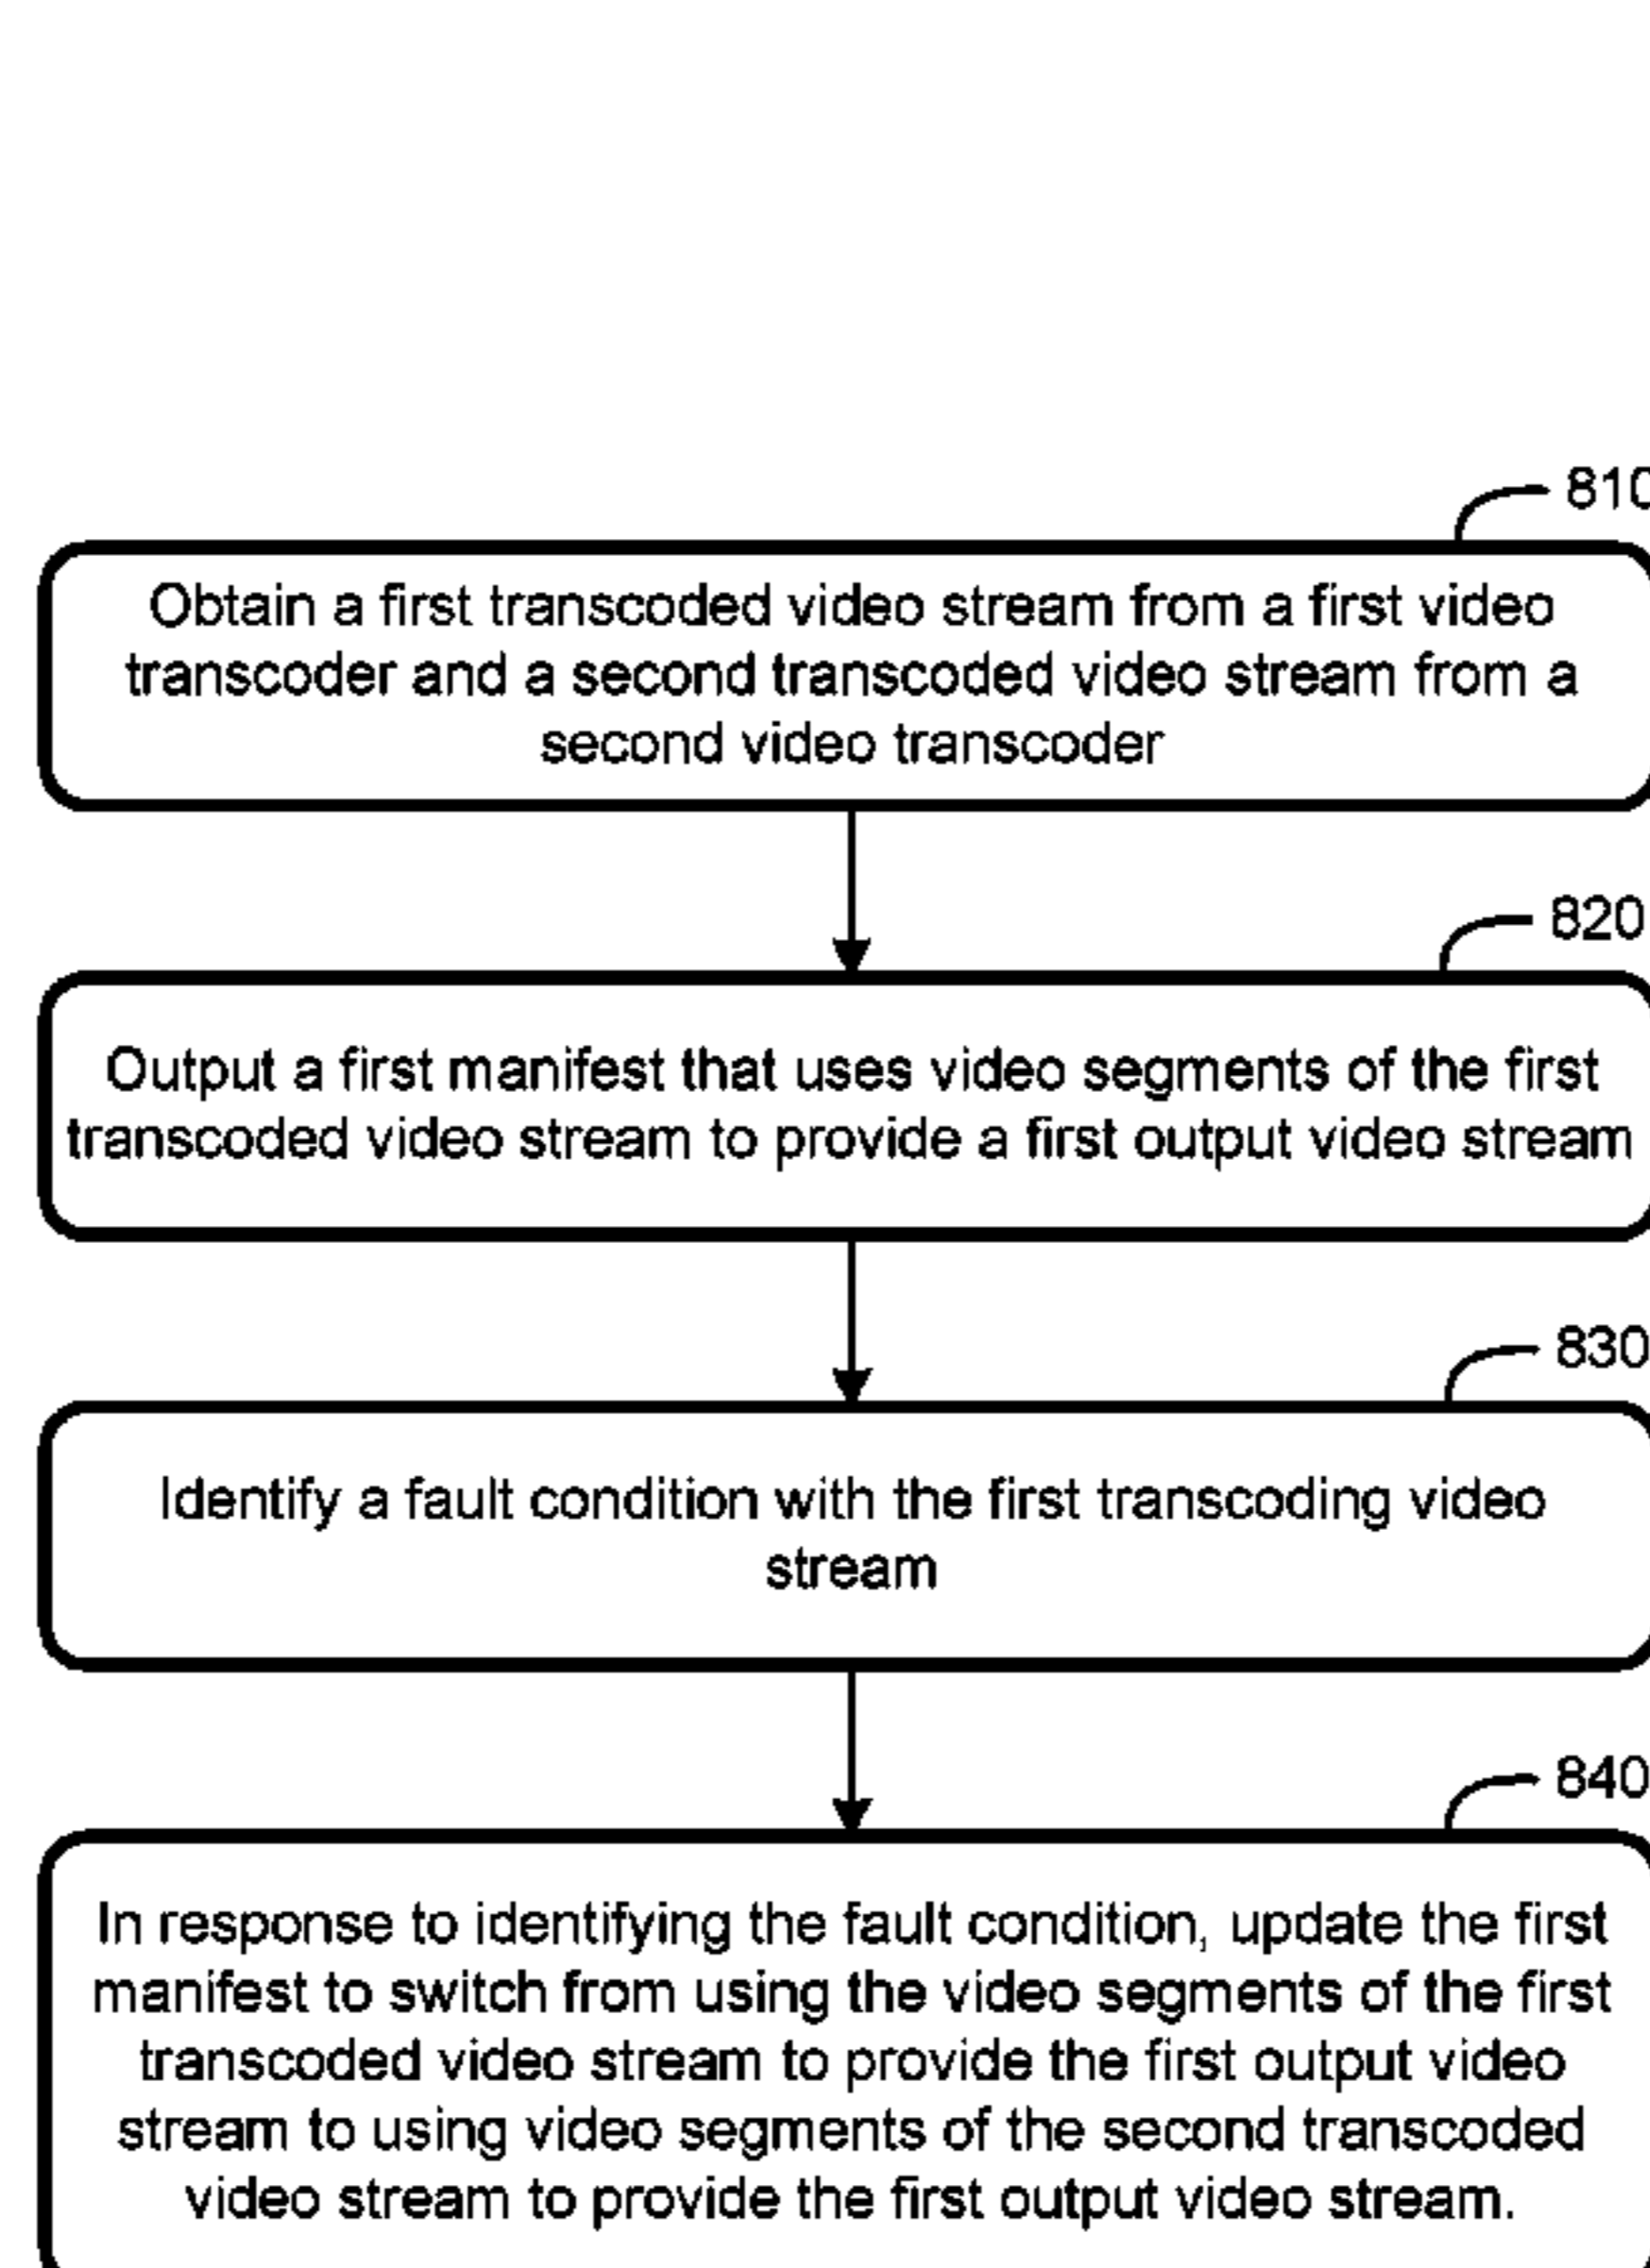 810
Obtain a first transcoded video stream from a first video
transcoder and a second transcoded video stream from a
second video transcoder
820
Output a first manifest that uses video segments of the first
transcoded video stream to provide a first output video stream
830
Identify a fault condition with the first transcoding video
stream
840
In response to identifying the fault condition, update the first
manifest to switch from using the video segments of the first
transcoded video stream to provide the first output video
stream to using video segments of the second transcoded
video stream to provide the first output video stream.